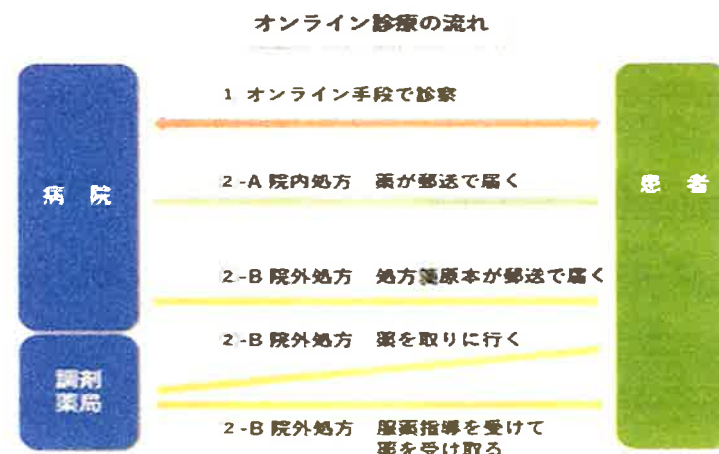 オンライン診療の流れ
1 オンライン手段で診察
病 院
患 者
2-A 院内処方 薬が郵送で届く
2-B 院外処方 処方箋原本が郵送で届く
2-B 院外処方 薬を取りに行く
調剤
薬局
2-B 院外処方 服薬指導を受けて
薬を受け取る